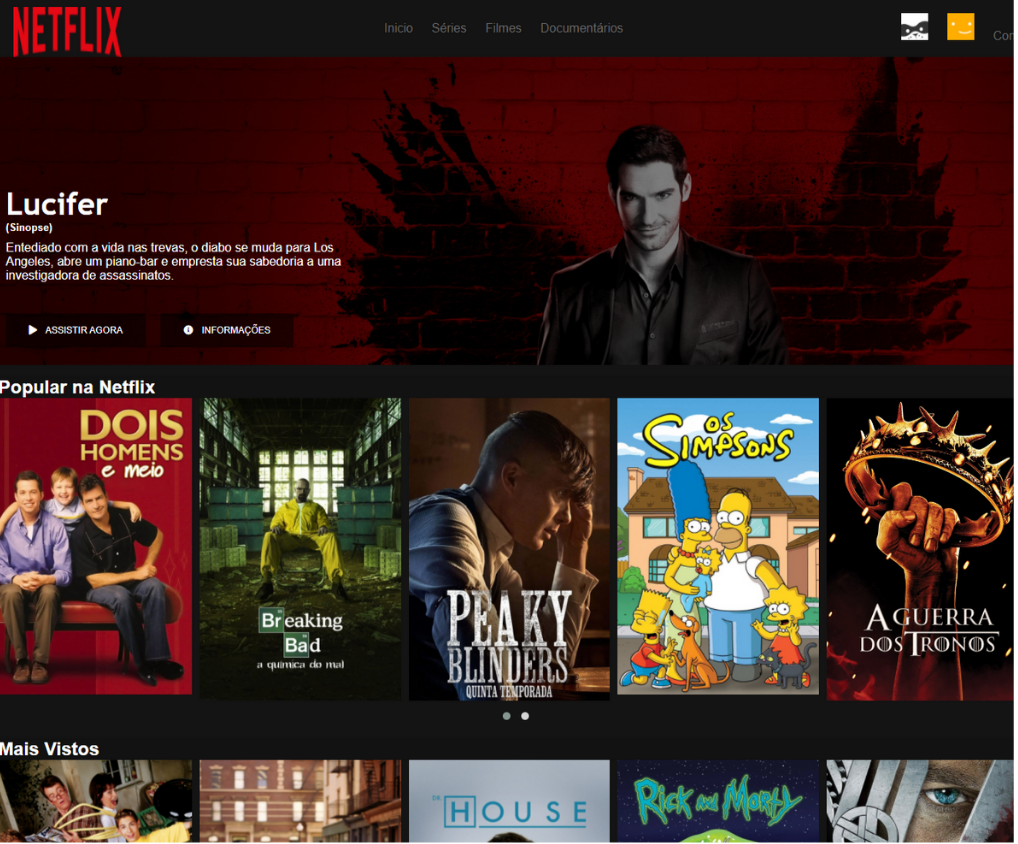 NETFLIX
Inicio Séries Filmes Documentários
Lucifer
(Sinopse)
Entediado com a vida nas trevas, o diabo se muda para Los
Angeles, abre um piano-bar e empresta sua sabedoria a uma
investigadora de assassinatos.
ASSISTIR AGORA INFORMAÇÕES
Popular na Netflix
DOIS
HOMENS
e meio
Breaking
Bad
a química do mal
PEAKY
BLINDERS
QUINTA TEMPORADA
OS
SIMPSONS
A GUERRA
DOS TRONOS
Mais Vistos
HOUSE
RICK AND MORTY